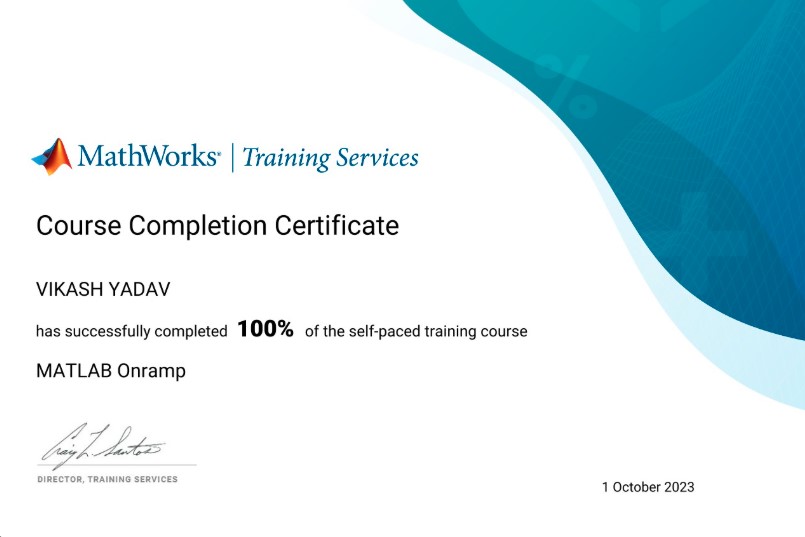 MathWorks® | Training Services
Course Completion Certificate
VIKASH YADAV
has successfully completed 100% of the self-paced training course
MATLAB Onramp
Craig L. Santos
DIRECTOR, TRAINING SERVICES
1 October 2023